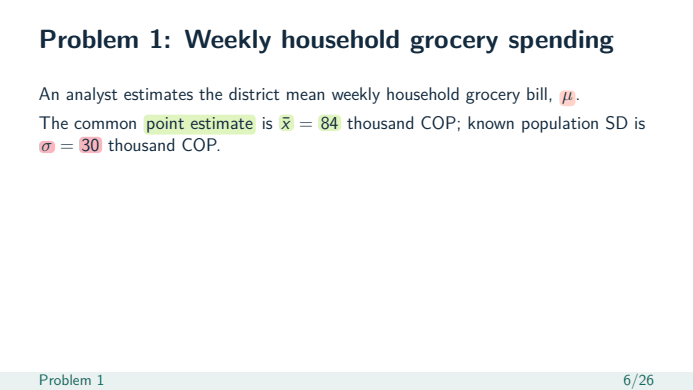 Problem 1: Weekly household grocery spending
An analyst estimates the district mean weekly household grocery bill, μ.
The common point estimate is x̄ = 84 thousand COP; known population SD is
σ = 30 thousand COP.
Problem 1
6/26